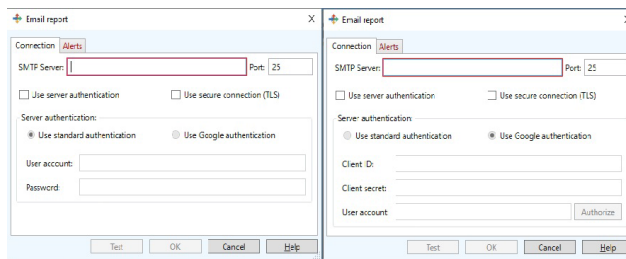 Email report X
Connection Alerts
SMTP Server: Port: 25
Use server authentication Use secure connection (TLS)
Server authentication:
Use standard authentication Use Google authentication
User account:
Password:
Test OK Cancel Help
Email report
Connection Alerts
SMTP Server: Port: 25
Use server authentication Use secure connection (TLS)
Server authentication:
Use standard authentication Use Google authentication
Client ID:
Client secret:
User account: Authorize
Test OK Cancel Help